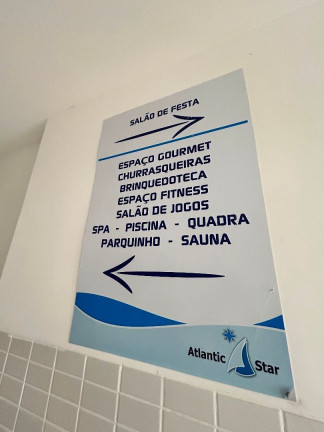 SALÃO DE FESTA
ESPAÇO GOURMET
CHURRASQUEIRAS
BRINQUEDOTECA
ESPAÇO FITNESS
SALÃO DE JOGOS
SPA - PISCINA - QUADRA
PARQUINHO - SAUNA
Atlantic Star